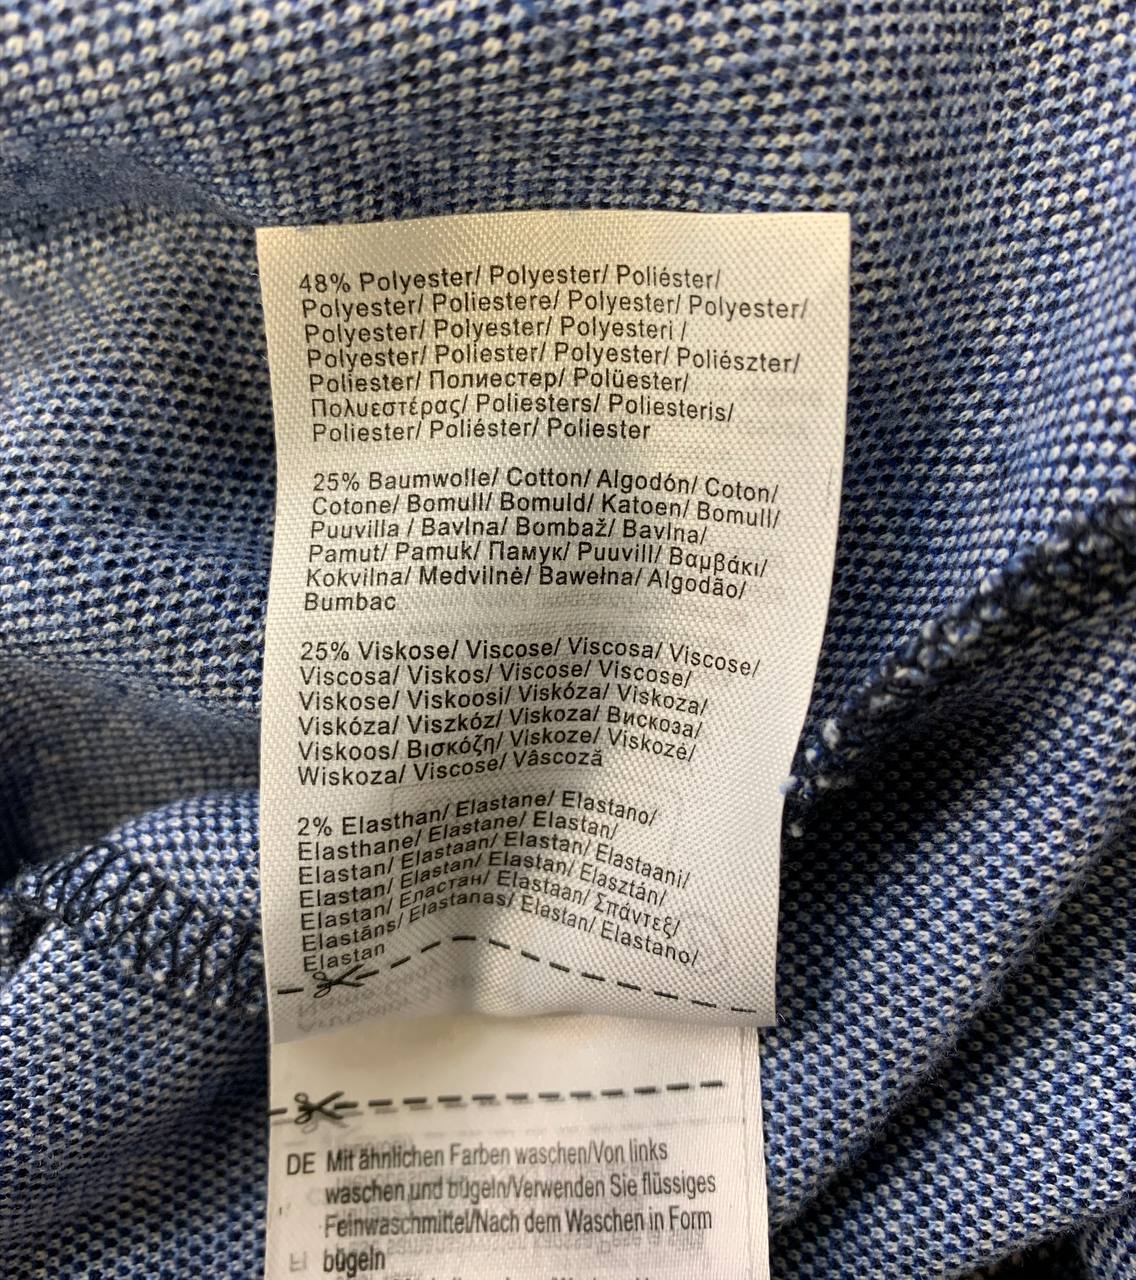 48% Polyester/ Polyester/ Poliéster/
Polyester/ Poliestere/ Polyester/ Polyester/
Polyester/ Polyester/ Polyesteri /
Polyester/ Poliester/ Polyester/ Poliészter/
Poliester/ Полиестер/ Polüester/
Πολυεστέρας/ Poliesters/ Poliesteris/
Poliester/ Poliéster/ Poliester
25% Baumwolle/ Cotton/ Algodón/ Coton/
Cotone/ Bomull/ Bomuld/ Katoen/ Bomull/
Puuvilla / Bavlna/ Bombaž/ Bavlna/
Pamut/ Pamuk/ Памук/ Puuvill/ Βαμβάκι/
Kokvilna/ Medvilnė/ Bawełna/ Algodão/
Bumbac
25% Viskose/ Viscose/ Viscosa/ Viscose/
Viscosa/ Viskos/ Viscose/ Viscose/
Viskose/ Viskoosi/ Viskóza/ Viskoza/
Viskóza/ Viszkóz/ Viskoza/ Вискоза/
Viskoos/ Βισκόζη/ Viskoze/ Viskozė/
Wiskoza/ Viscose/ Vâscoză
2% Elasthan/ Elastane/ Elastano/
Elasthane/ Elastane/ Elastan/
Elastan/ Elastaan/ Elastan/ Elastaani/
Elastan/ Elastan/ Elastan/ Elasztán/
Elastan/ Еластан/ Elastaan/ Σπάντεξ/
Elastāns/ Elastanas/ Elastan/ Elastano/
Elastan
DE Mit ähnlichen Farben waschen/Von links
waschen und bügeln/Verwenden Sie flüssiges
Feinwaschmittel/Nach dem Waschen in Form
bügeln